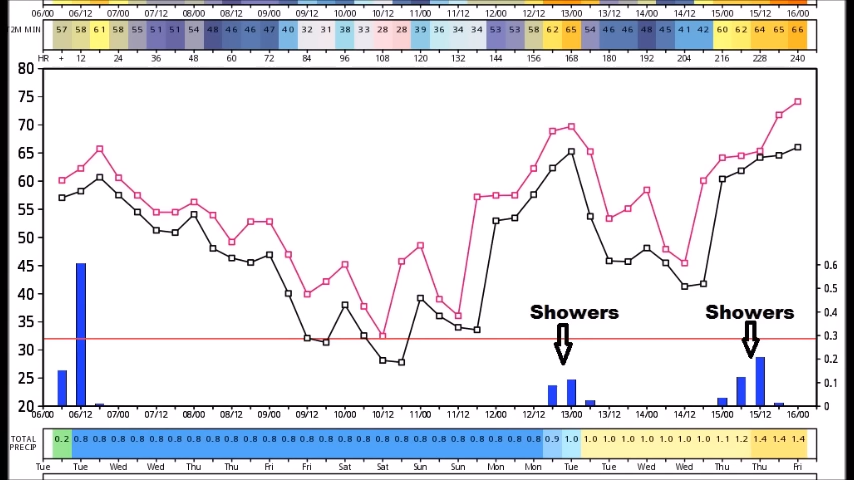 06/00 06/12 07/00 07/12 08/00 08/12 09/00 09/12 10/00 10/12 11/00 11/12 12/00 12/12 13/00 13/12 14/00 14/12 15/00 15/12 16/00
T2M MIN 57 58 61 58 55 51 51 54 48 46 46 47 40 32 31 38 33 28 28 39 36 34 34 53 53 58 62 65 54 46 46 48 45 41 42 60 62 64 65 66
HR + 12 24 36 48 60 72 84 96 108 120 132 144 156 168 180 192 204 216 228 240
80
75
70
65
60
55
50
45 0.6
40 0.5
Showers Showers
35 0.4
30 0.3
0.2
25 0.1
20 0
06/00 06/12 07/00 07/12 08/00 08/12 09/00 09/12 10/00 10/12 11/00 11/12 12/00 12/12 13/00 13/12 14/00 14/12 15/00 15/12 16/00
TOTAL PRECIP 0.2 0.8 0.8 0.8 0.8 0.8 0.8 0.8 0.8 0.8 0.8 0.8 0.8 0.8 0.8 0.8 0.8 0.8 0.8 0.8 0.8 0.8 0.8 0.8 0.8 0.8 0.9 1.0 1.0 1.0 1.0 1.0 1.0 1.0 1.0 1.1 1.2 1.4 1.4 1.4
Tue Tue Wed Wed Thu Thu Fri Fri Sat Sat Sun Sun Mon Mon Tue Tue Wed Wed Thu Thu Fri